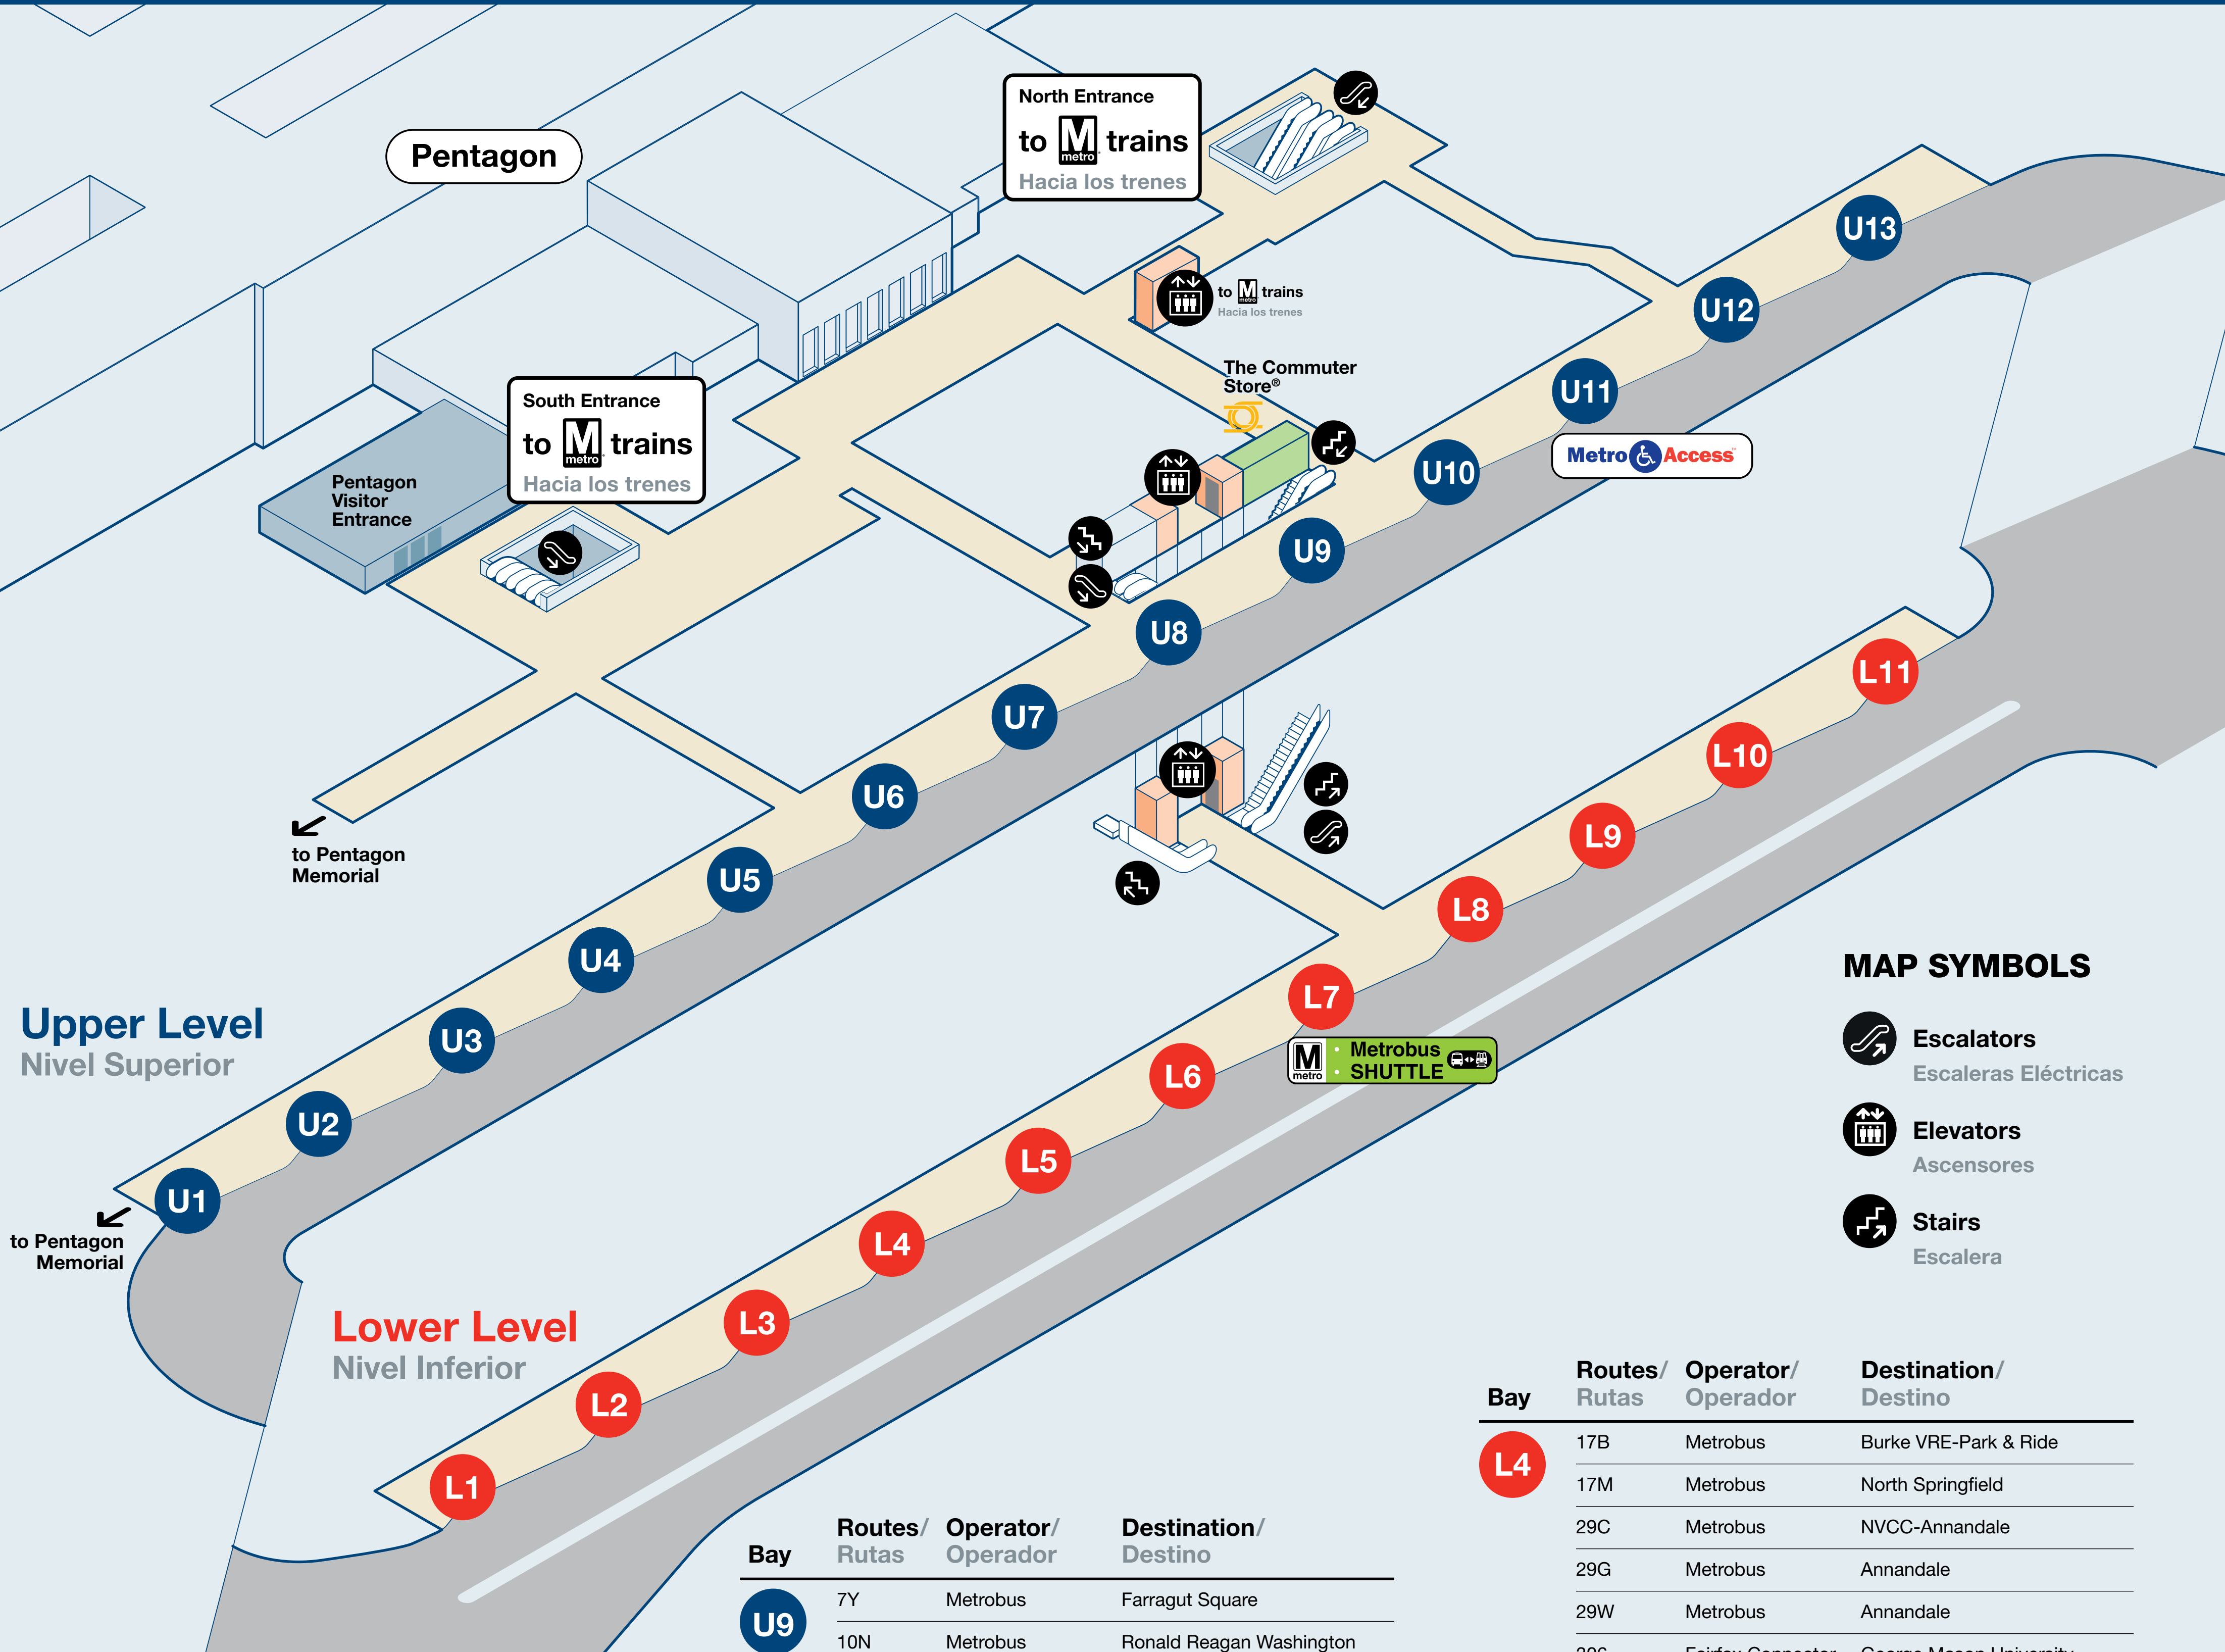 Pentagon
North Entrance
to M metro trains
Hacia los trenes
to M metro trains
Hacia los trenes
The Commuter
Store®
South Entrance
to M metro trains
Hacia los trenes
Pentagon
Visitor
Entrance
U13
U12
U11
Metro Access
U10
U9
U8
U7
U6
U5
U4
U3
U2
U1
to Pentagon
Memorial
to Pentagon
Memorial
Upper Level
Nivel Superior
L11
L10
L9
L8
L7
M metro
• Metrobus
• SHUTTLE
L6
L5
L4
L3
L2
L1
Lower Level
Nivel Inferior
MAP SYMBOLS
Escalators
Escaleras Eléctricas
Elevators
Ascensores
Stairs
Escalera
Bay Routes/ Operator/ Destination/
Rutas Operador Destino
U9
7Y Metrobus Farragut Square
10N Metrobus Ronald Reagan Washington
Bay Routes/ Operator/ Destination/
Rutas Operador Destino
L4
17B Metrobus Burke VRE-Park & Ride
17M Metrobus North Springfield
29C Metrobus NVCC-Annandale
29G Metrobus Annandale
29W Metrobus Annandale